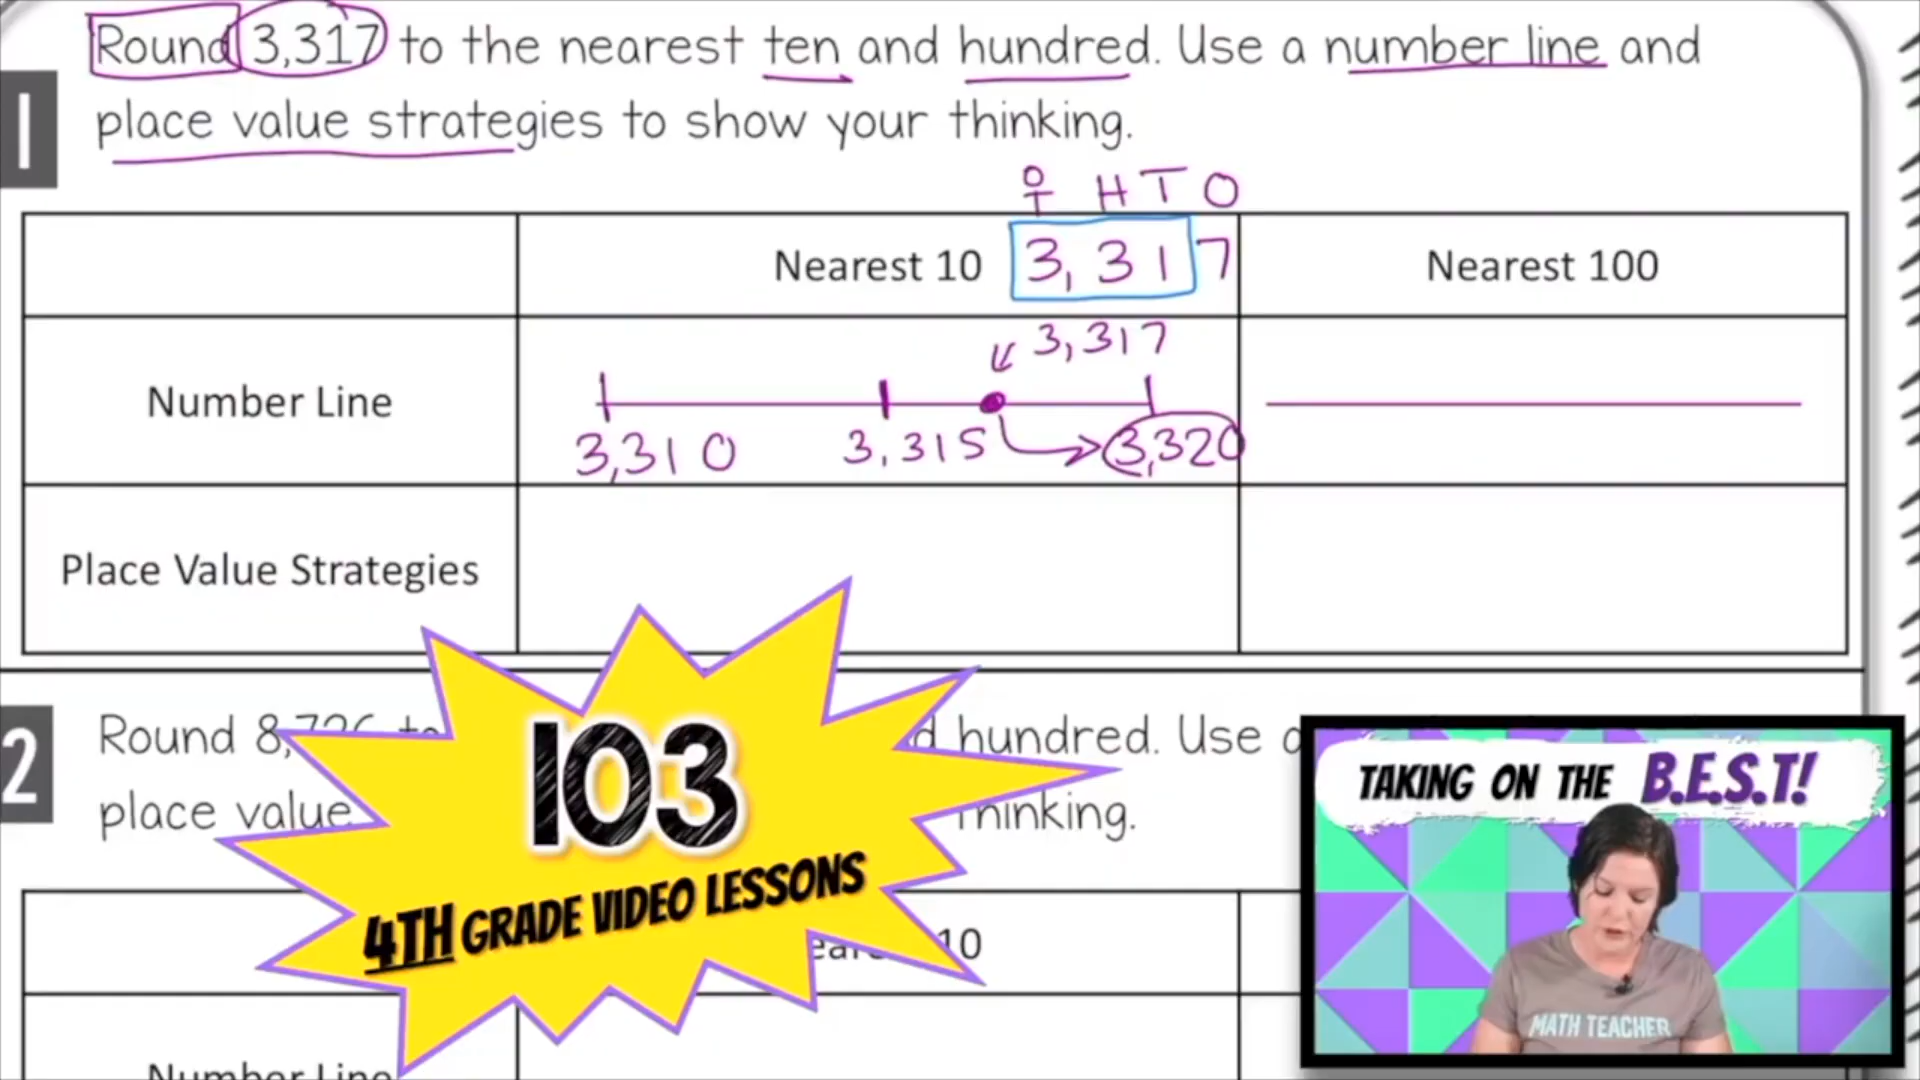 Round 3,317 to the nearest ten and hundred. Use a number line and
1
place value strategies to show your thinking.
O H T O
T
Nearest 10 3,317 Nearest 100
3,317
Number Line
3,310 3,315 3,320
Place Value Strategies
2
Round 8, hundred. Use a
place value thinking.
103
4TH GRADE VIDEO LESSONS
10
Number Line
TAKING ON THE B.E.S.T!
MATH TEACHER